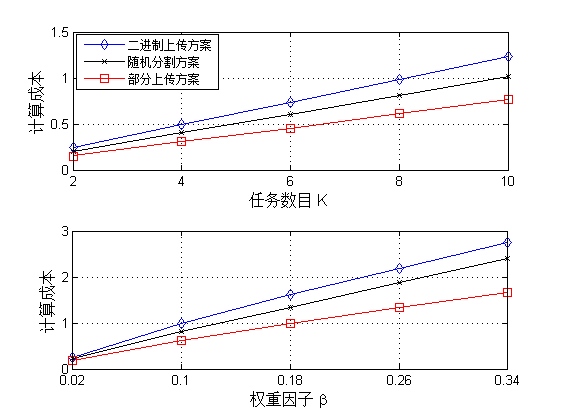 1.5
1
0.5
0
计算成本
二进制上传方案
随机分割方案
部分上传方案
2 4 6 8 10
任务数目 K
3
2
1
0
计算成本
0.02 0.1 0.18 0.26 0.34
权重因子 β